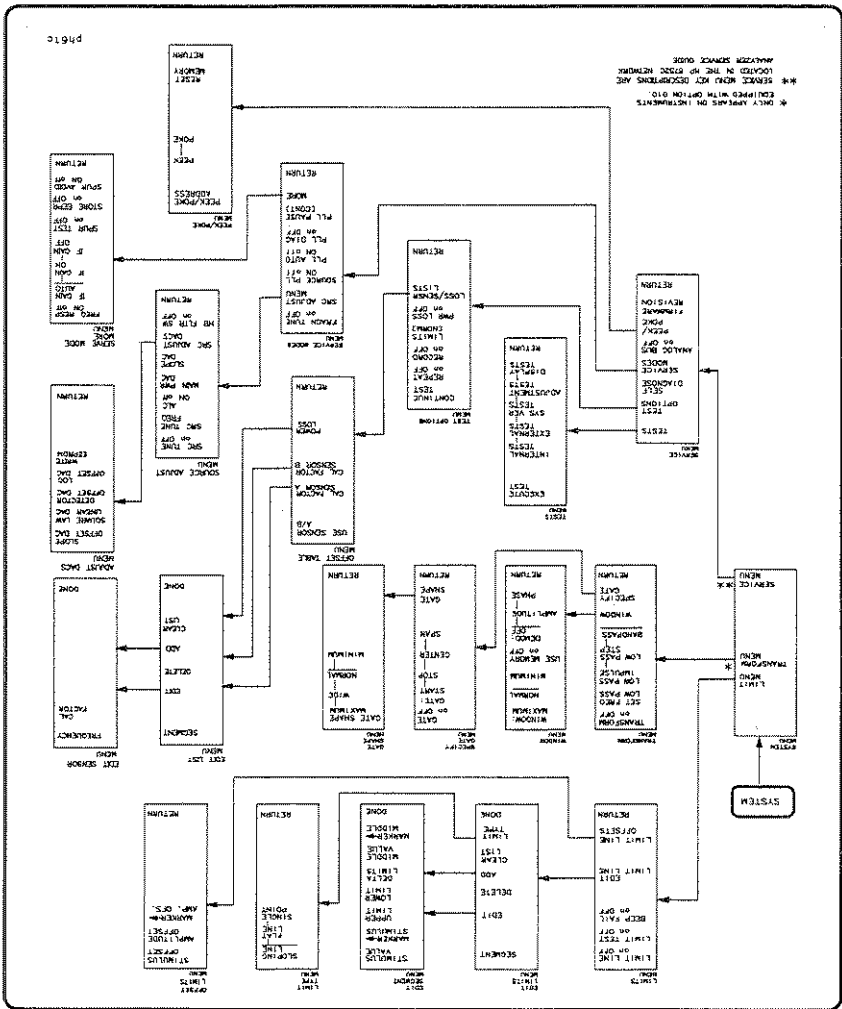 SYSTEM
SYSTEM
MENU
LIMIT
MENU
*
TRANSFORM
MENU
**
SERVICE
MENU
LIMITS
MENU
LIMIT LINE
on OFF
LIMIT TEST
on OFF
BEEP FAIL
on OFF
EDIT
LIMIT LINE
LIMIT LINE
OFFSETS
RETURN
EDIT
LIMITS
MENU
SEGMENT
EDIT
DELETE
ADD
CLEAR
LIST
LIMIT
TYPE
DONE
EDIT
SEGMENT
MENU
STIMULUS
VALUE
MARKER→
STIMULUS
UPPER
LIMIT
LOWER
LIMIT
DELTA
LIMITS
MIDDLE
VALUE
MARKER→
MIDDLE
DONE
LIMIT
TYPE
MENU
SLOPING
LINE
FLAT
LINE
SINGLE
POINT
RETURN
OFFSET
LIMITS
MENU
STIMULUS
OFFSET
AMPLITUDE
OFFSET
MARKER→
AMP. OFS.
RETURN
TRANSFORM
MENU
TRANSFORM
on OFF
SET FREQ
LOW PASS
LOW PASS
IMPULSE
LOW PASS
STEP
BANDPASS
WINDOW
SPECIFY
GATE
RETURN
WINDOW
MENU
WINDOW:
MAXIMUM
NORMAL
MINIMUM
USE MEMORY
on OFF
DEMOD:
OFF
AMPLITUDE
PHASE
RETURN
SPECIFY
GATE
MENU
GATE
on OFF
GATE:
START
STOP
CENTER
SPAN
GATE
SHAPE
RETURN
GATE
SHAPE
MENU
GATE SHAPE
MAXIMUM
WIDE
NORMAL
MINIMUM
RETURN
EDIT LIST
MENU
SEGMENT
EDIT
DELETE
ADD
CLEAR
LIST
DONE
EDIT SENSOR
MENU
FREQUENCY
CAL
FACTOR
DONE
SERVICE
MENU
TESTS
TEST
OPTIONS
SELF
DIAGNOSE
SERVICE
MODES
ANALOG BUS
on OFF
PEEK/
POKE
FIRMWARE
REVISION
RETURN
TESTS
MENU
EXECUTE
TEST
INTERNAL
TESTS
EXTERNAL
TESTS
SYS VER
TESTS
ADJUSTMENT
TESTS
DISPLAY
TESTS
RETURN
TEST OPTIONS
MENU
CONTINUE
TEST
REPEAT
on OFF
RECORD
on OFF
LIMITS
[NORM]
PWR LOSS
LOSS/SENSR
LISTS
RETURN
OFFSET TABLE
MENU
USE SENSOR
A/B
CAL FACTOR
SENSOR A
CAL FACTOR
SENSOR B
POWER
LOSS
RETURN
SERVICE MODES
MENU
FRACN TUNE
on OFF
SRC ADJUST
MENU
SOURCE PLL
ON off
PLL AUTO
ON off
PLL DIAG
on OFF
PLL PAUSE
[CONT]
MORE
RETURN
SOURCE ADJUST
MENU
SRC TUNE
on OFF
SRC TUNE
FREQ
ALC
ON off
MAIN PWR
DAC
SLOPE
DAC
SRC ADJUST
DACS
HB FLTR SW
on OFF
RETURN
ADJUST DACS
MENU
SLOPE
OFFSET DAC
SQUARE LAW
LINEAR DAC
DETECTOR
OFFSET DAC
LOG
OFFSET DAC
WRITE
EEPROM
RETURN
PEEK/POKE
MENU
PEEK/POKE
ADDRESS
PEEK
POKE
RESET
MEMORY
RETURN
SERVICE MODE
MORE
MENU
FREQ RESP
ON off
IF GAIN
AUTO
IF GAIN
ON
IF GAIN
OFF
SPUR TEST
on OFF
STORE EEPR
on OFF
SPUR AVOID
ON off
RETURN
* ONLY APPEARS ON INSTRUMENTS
EQUIPPED WITH OPTION 010.
** SERVICE MENU KEY DESCRIPTIONS ARE
LOCATED IN THE HP 8752C NETWORK
ANALYZER SERVICE GUIDE
ph61c